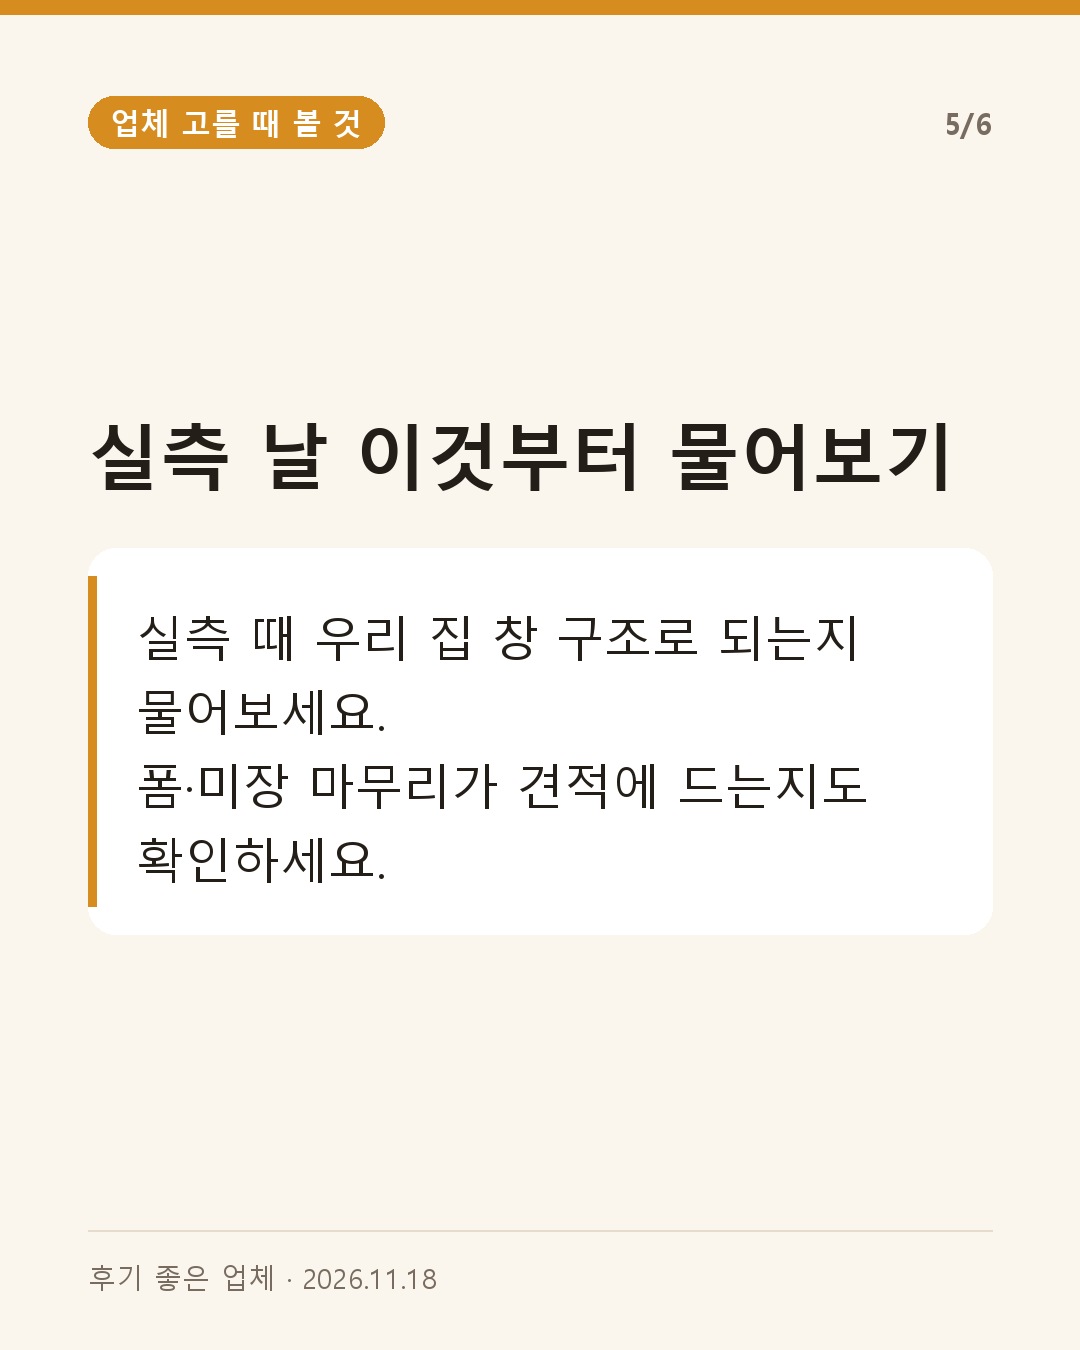 업체 고를 때 볼 것
5/6
실측 날 이것부터 물어보기
실측 때 우리 집 창 구조로 되는지
물어보세요.
폼·미장 마무리가 견적에 드는지도
확인하세요.
후기 좋은 업체 · 2026.11.18